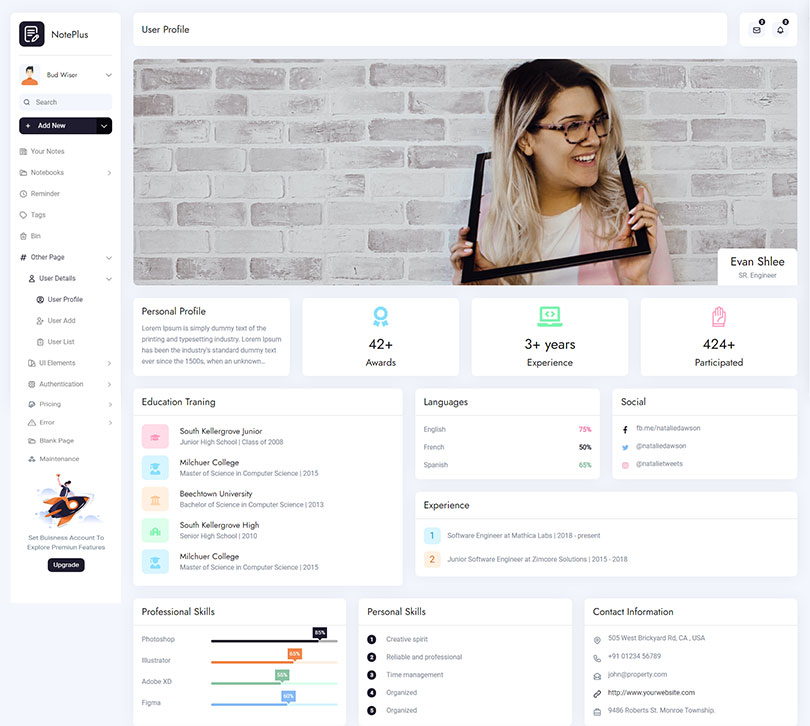 NotePlus
Bud Wiser
Search
+ Add New
Your Notes
Notebooks
Reminder
Tags
Bin
# Other Page
User Details
User Profile
User Add
User List
UI Elements
Authentication
Pricing
Error
Blank Page
Maintenance
Set Buisness Account To
Explore Premiun Features
Upgrade
User Profile
Evan Shlee
SR. Engineer
Personal Profile
Lorem Ipsum is simply dummy text of the
printing and typesetting industry. Lorem Ipsum
has been the industry's standard dummy text
ever since the 1500s, when an unknown...
42+
Awards
3+ years
Experience
424+
Participated
Education Traning
South Kellergrove Junior
Junior High School | Class of 2008
Milchuer College
Master of Science in Computer Science | 2015
Beechtown University
Bachelor of Science in Computer Science | 2013
South Kellergrove High
Senior High School | 2010
Milchuer College
Master of Science in Computer Science | 2015
Languages
English 75%
French 50%
Spanish 65%
Social
fb.me/nataliedawson
@nataliedawson
@natalietweets
Experience
1 Software Engineer at Mathica Labs | 2018 - present
2 Junior Software Engineer at Zimcore Solutions | 2015 - 2018
Professional Skills
Photoshop 85%
Illustrator 65%
Adobe XD 55%
Figma 60%
Personal Skills
1 Creative spirit
2 Reliable and professional
3 Time management
4 Organized
5 Organized
Contact Information
505 West Brickyard Rd, CA , USA
+91 01234 56789
john@property.com
http://www.yourwebsite.com
9486 Roberts St. Monroe Township.